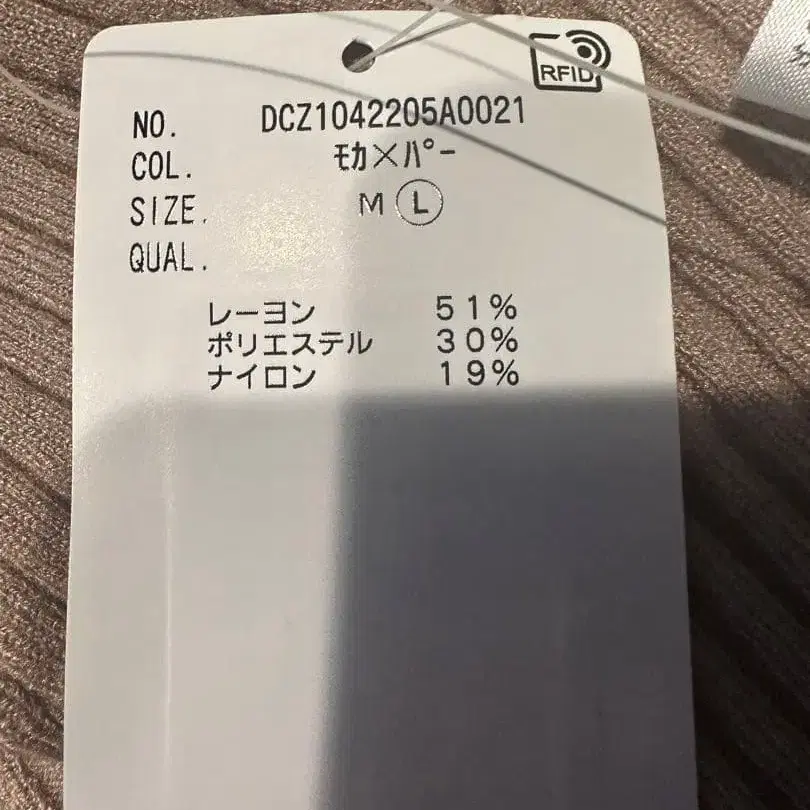 RFID
NO. DCZ1042205A0021
COL. ﾓｶ×ﾊﾟｰ
SIZE. M L
QUAL.
レーヨン 51%
ポリエステル 30%
ナイロン 19%